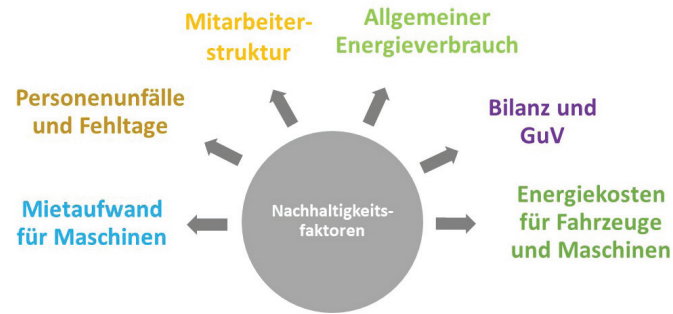 Mitarbeiter-
struktur
Allgemeiner
Energieverbrauch
Personenunfälle
und Fehltage
Bilanz und
GuV
Mietaufwand
für Maschinen
Nachhaltigkeits-
faktoren
Energiekosten
für Fahrzeuge
und Maschinen